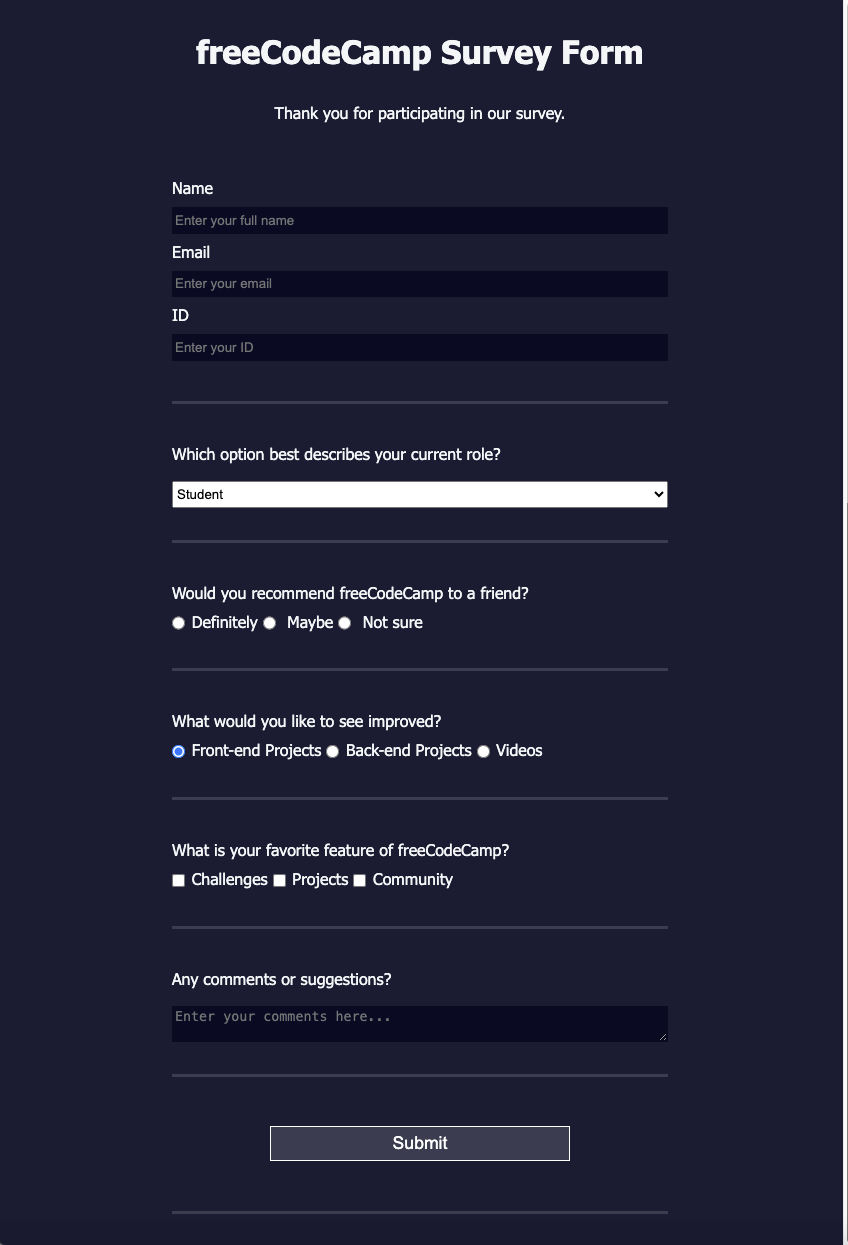 freeCodeCamp Survey Form
Thank you for participating in our survey.
Name
Enter your full name
Email
Enter your email
ID
Enter your ID
Which option best describes your current role?
Student
Would you recommend freeCodeCamp to a friend?
Definitely Maybe Not sure
What would you like to see improved?
Front-end Projects Back-end Projects Videos
What is your favorite feature of freeCodeCamp?
Challenges Projects Community
Any comments or suggestions?
Enter your comments here...
Submit